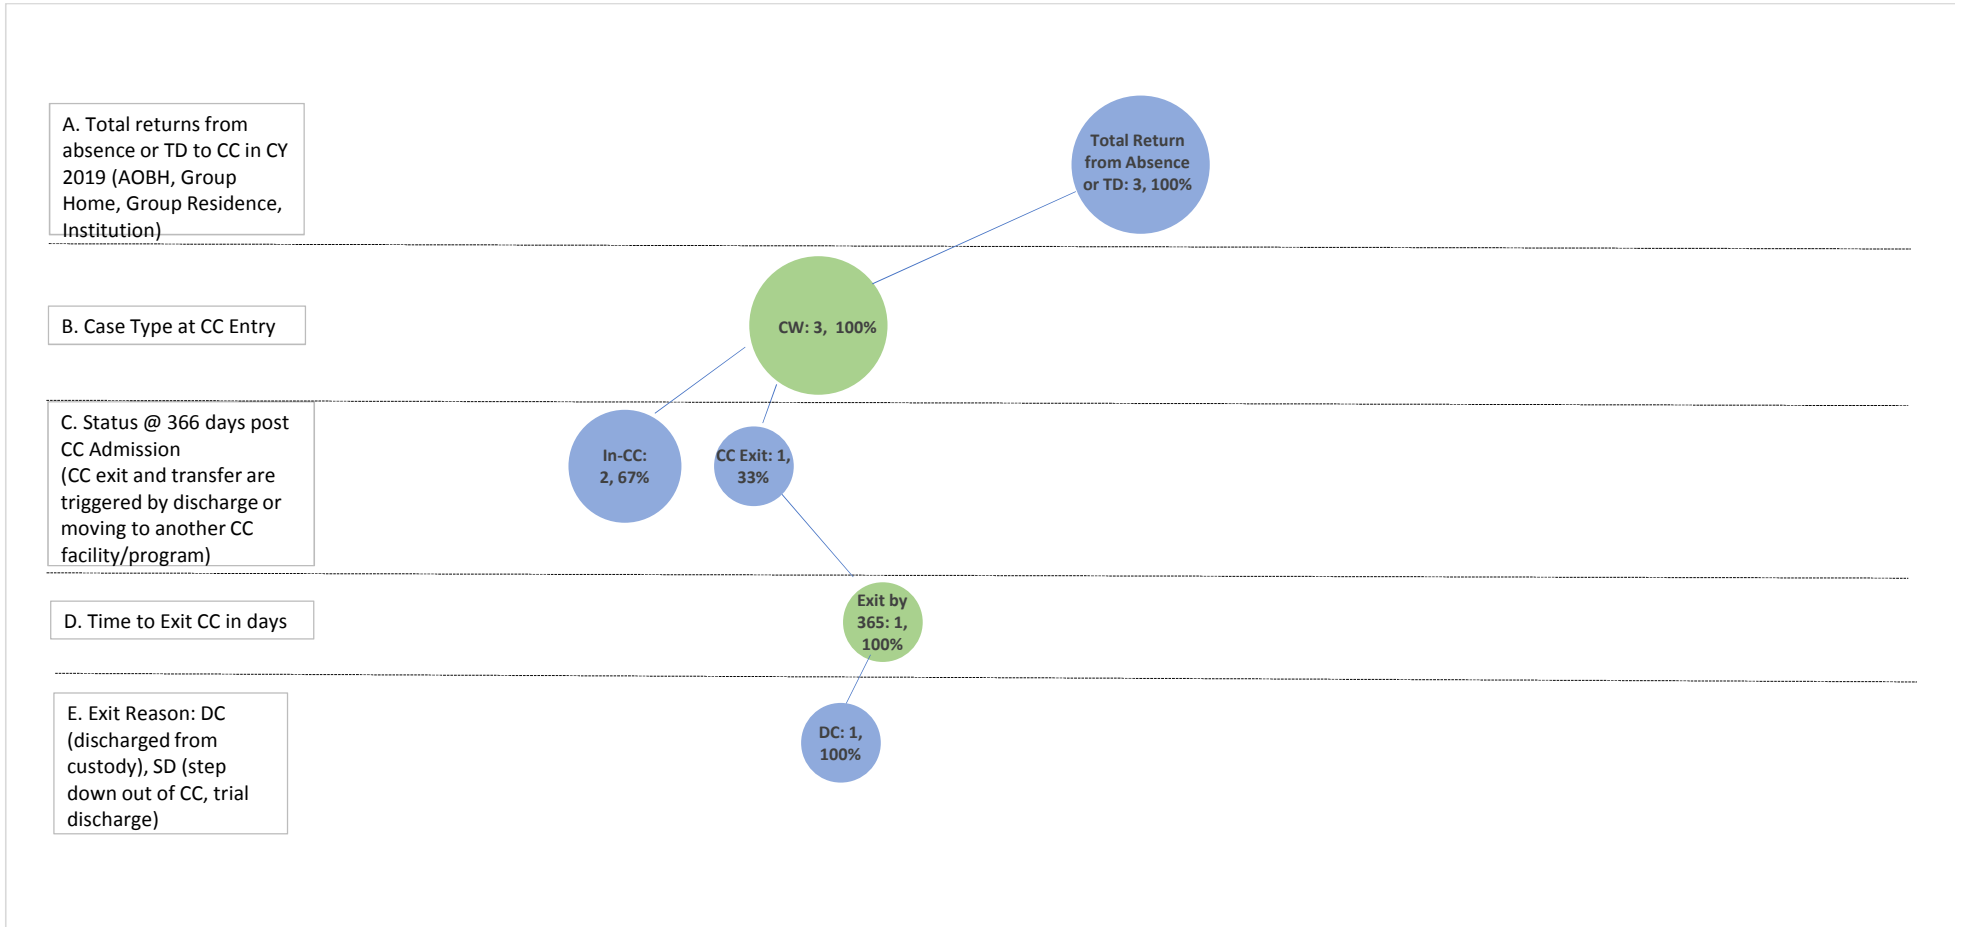 A. Total returns from
absence or TD to CC in CY
2019 (AOBH, Group
Home, Group Residence,
Institution)
Total Return
from Absence
or TD: 3, 100%
B. Case Type at CC Entry
CW: 3,  100%
C. Status @ 366 days post
CC Admission
(CC exit and transfer are
triggered by discharge or
moving to another CC
facility/program)
In-CC:
2, 67%
CC Exit: 1,
33%
D. Time to Exit CC in days
Exit by
365: 1,
100%
E. Exit Reason: DC
(discharged from
custody), SD (step
down out of CC, trial
discharge)
DC: 1,
100%